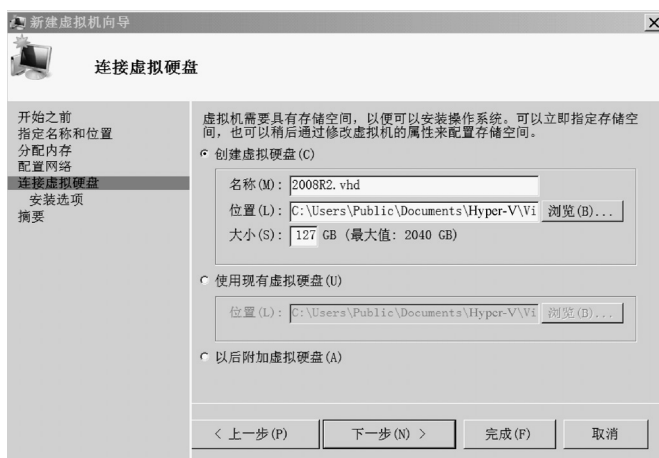 新建虚拟机向导
连接虚拟硬盘
开始之前
指定名称和位置
分配内存
配置网络
连接虚拟硬盘
安装选项
摘要
虚拟机需要具有存储空间，以便可以安装操作系统。可以立即指定存储空
间，也可以稍后通过修改虚拟机的属性来配置存储空间。
创建虚拟硬盘(C)
名称(M): 2008R2.vhd
位置(L): C:\Users\Public\Documents\Hyper-V\Vi 浏览(B)...
大小(S): 127 GB (最大值: 2040 GB)
使用现有虚拟硬盘(U)
位置(L): C:\Users\Public\Documents\Hyper-V\Vi 浏览(B)...
以后附加虚拟硬盘(A)
< 上一步(P) 下一步(N) > 完成(F) 取消